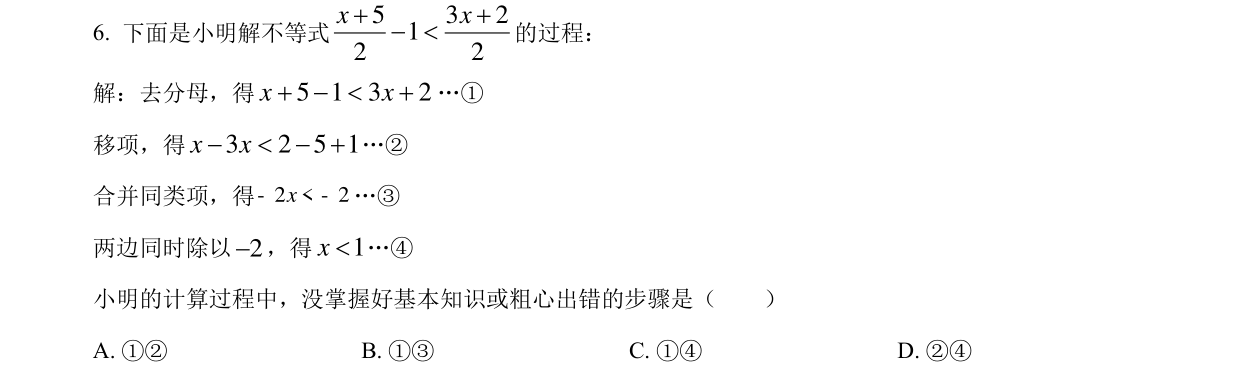 6. 下面是小明解不等式 $\frac{x+5}{2}-1<\frac{3x+2}{2}$ 的过程：
解：去分母，得 $x+5-1<3x+2$ …①
移项，得 $x-3x<2-5+1$…②
合并同类项，得- 2x < - 2 …③
两边同时除以 $-2$，得 $x<1$…④
小明的计算过程中，没掌握好基本知识或粗心出错的步骤是（　　）
A. ①② B. ①③ C. ①④ D. ②④